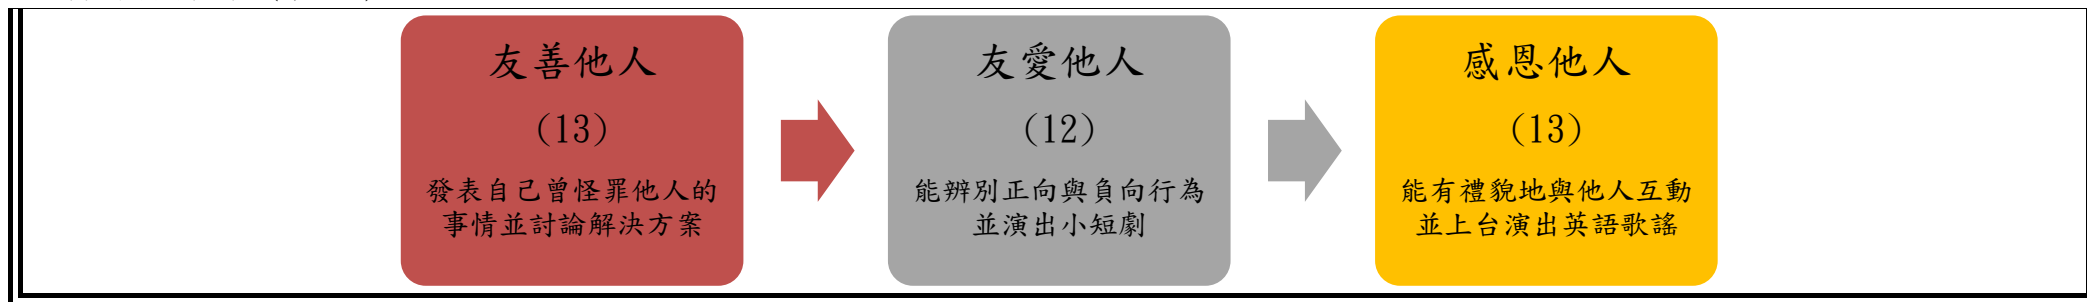 友善他人
(13)
發表自己曾怪罪他人的
事情並討論解決方案
友愛他人
(12)
能辨別正向與負向行為
並演出小短劇
感恩他人
(13)
能有禮貌地與他人互動
並上台演出英語歌謠